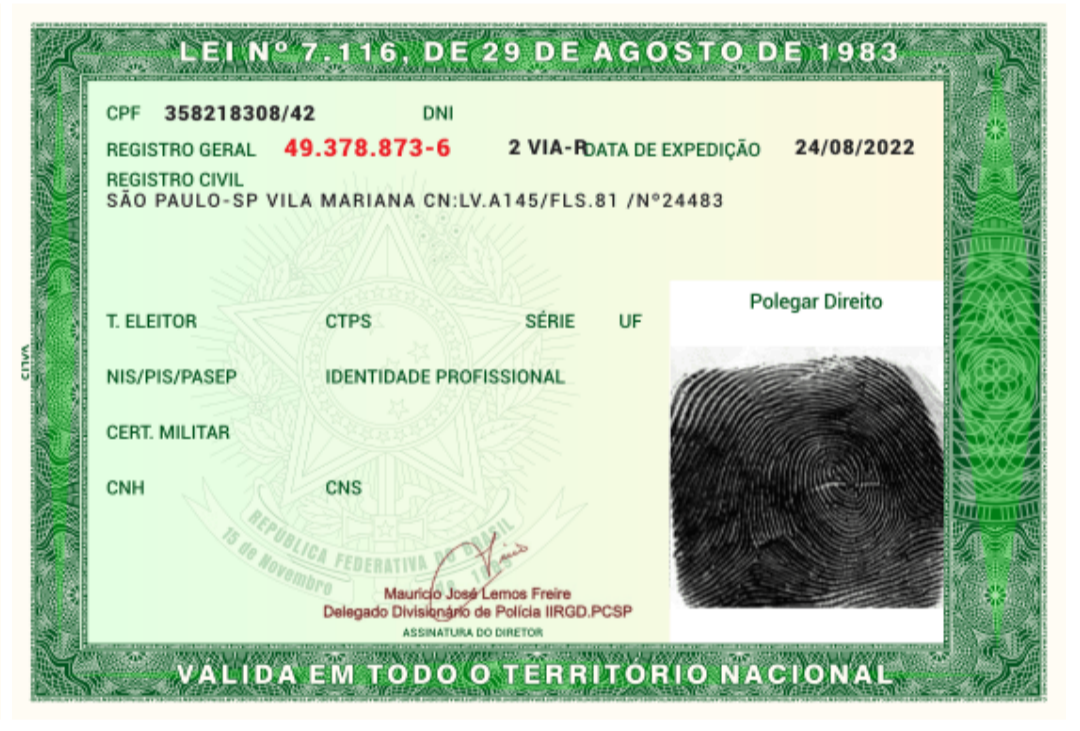 LEI Nº 7.116, DE 29 DE AGOSTO DE 1983
CPF 358218308/42 DNI
REGISTRO GERAL 49.378.873-6 2 VIA-R DATA DE EXPEDIÇÃO 24/08/2022
REGISTRO CIVIL
SÃO PAULO-SP VILA MARIANA CN:LV.A145/FLS.81 /Nº24483
Polegar Direito
T. ELEITOR CTPS SÉRIE UF
NIS/PIS/PASEP IDENTIDADE PROFISSIONAL
CERT. MILITAR
CNH CNS
REPÚBLICA FEDERATIVA DO BRASIL
15 de Novembro de 1889
Mauricio José Lemos Freire
Delegado Divisionário de Polícia IIRGD.PCSP
ASSINATURA DO DIRETOR
VÁLIDA EM TODO O TERRITÓRIO NACIONAL